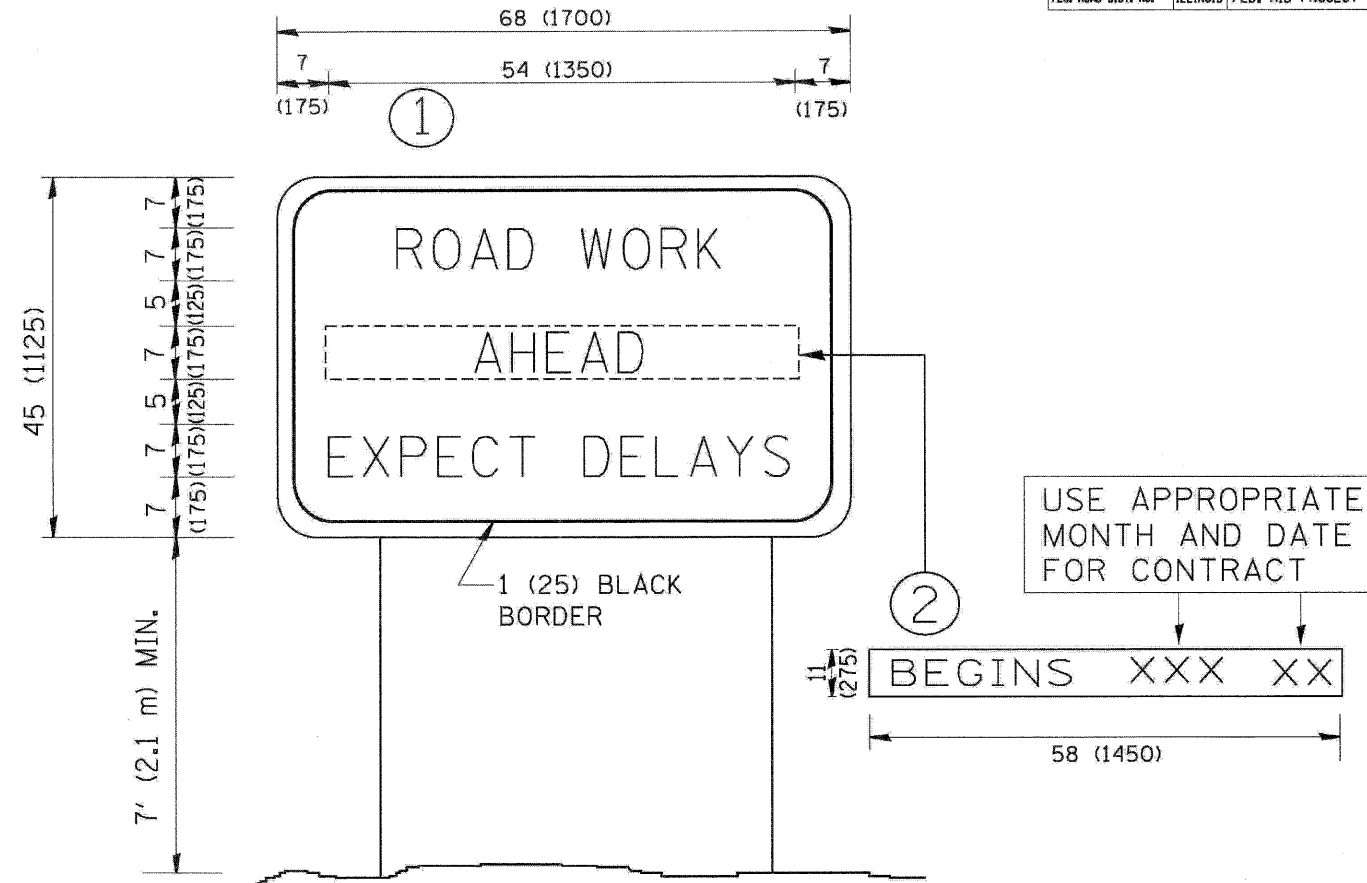 ILLINOIS
68 (1700)
7
54 (1350)
7
(175)
(175)
1
45 (1125)
7 (175)
7 (175)
5 (125)
7 (175)
5 (125)
7 (175)
7 (175)
ROAD WORK
AHEAD
EXPECT DELAYS
1 (25) BLACK
BORDER
7' (2.1 m) MIN.
USE APPROPRIATE
MONTH AND DATE
FOR CONTRACT
2
11 (275)
BEGINS XXX XX
58 (1450)